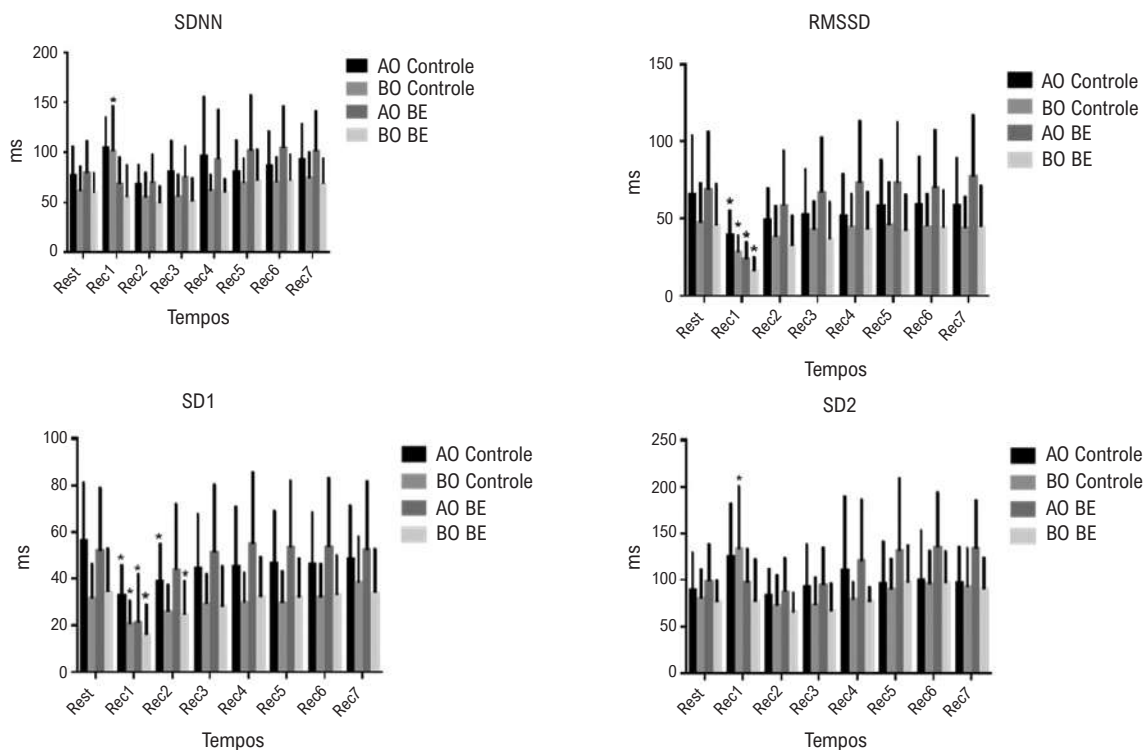 SDNN
200
150
100
50
0
ms
*
Rest
Rec1
Rec2
Rec3
Rec4
Rec5
Rec6
Rec7
Tempos
AO Controle
BO Controle
AO BE
BO BE
RMSSD
150
100
50
0
ms
* * * *
Rest
Rec1
Rec2
Rec3
Rec4
Rec5
Rec6
Rec7
Tempos
AO Controle
BO Controle
AO BE
BO BE
SD1
100
80
60
40
20
0
ms
* * * * * *
Rest
Rec1
Rec2
Rec3
Rec4
Rec5
Rec6
Rec7
Tempos
AO Controle
BO Controle
AO BE
BO BE
SD2
250
200
150
100
50
0
ms
*
Rest
Rec1
Rec2
Rec3
Rec4
Rec5
Rec6
Rec7
Tempos
AO Controle
BO Controle
AO BE
BO BE